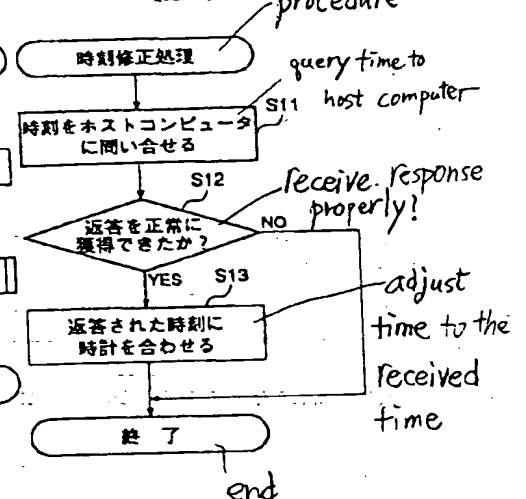 procedure
時刻修正処理
query time to
host computer
S11
時刻をホストコンピュータ
に問い合せる
S12
receive response
properly?
返答を正常に
獲得できたか?
NO
YES
S13
adjust
time to the
received
time
返答された時刻に
時計を合わせる
終 了
end